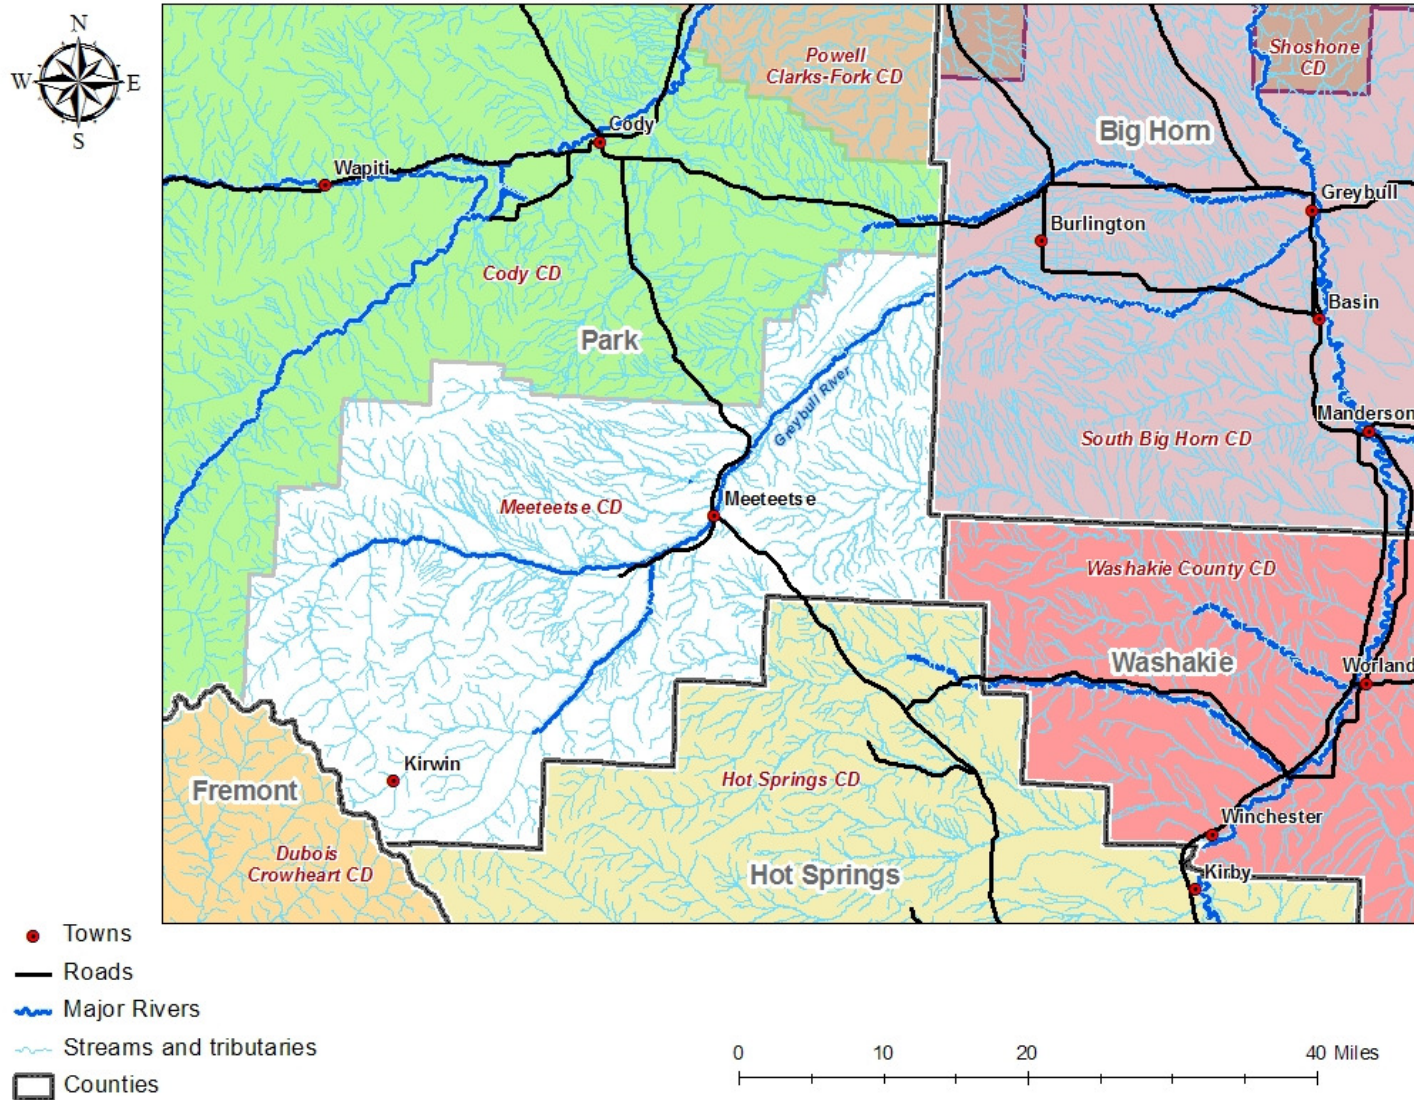 N
W
E
S
Powell
Clarks-Fork CD
Shoshone
CD
Cody
Big Horn
Wapiti
Greybull
Burlington
Cody CD
Basin
Park
Greybull River
Manderson
South Big Horn CD
Meeteetse
Meeteetse CD
Washakie County CD
Washakie
Worland
Kirwin
Hot Springs CD
Fremont
Winchester
Dubois
Crowheart CD
Hot Springs
Kirby
Towns
Roads
Major Rivers
Streams and tributaries
Counties
0
10
20
40 Miles